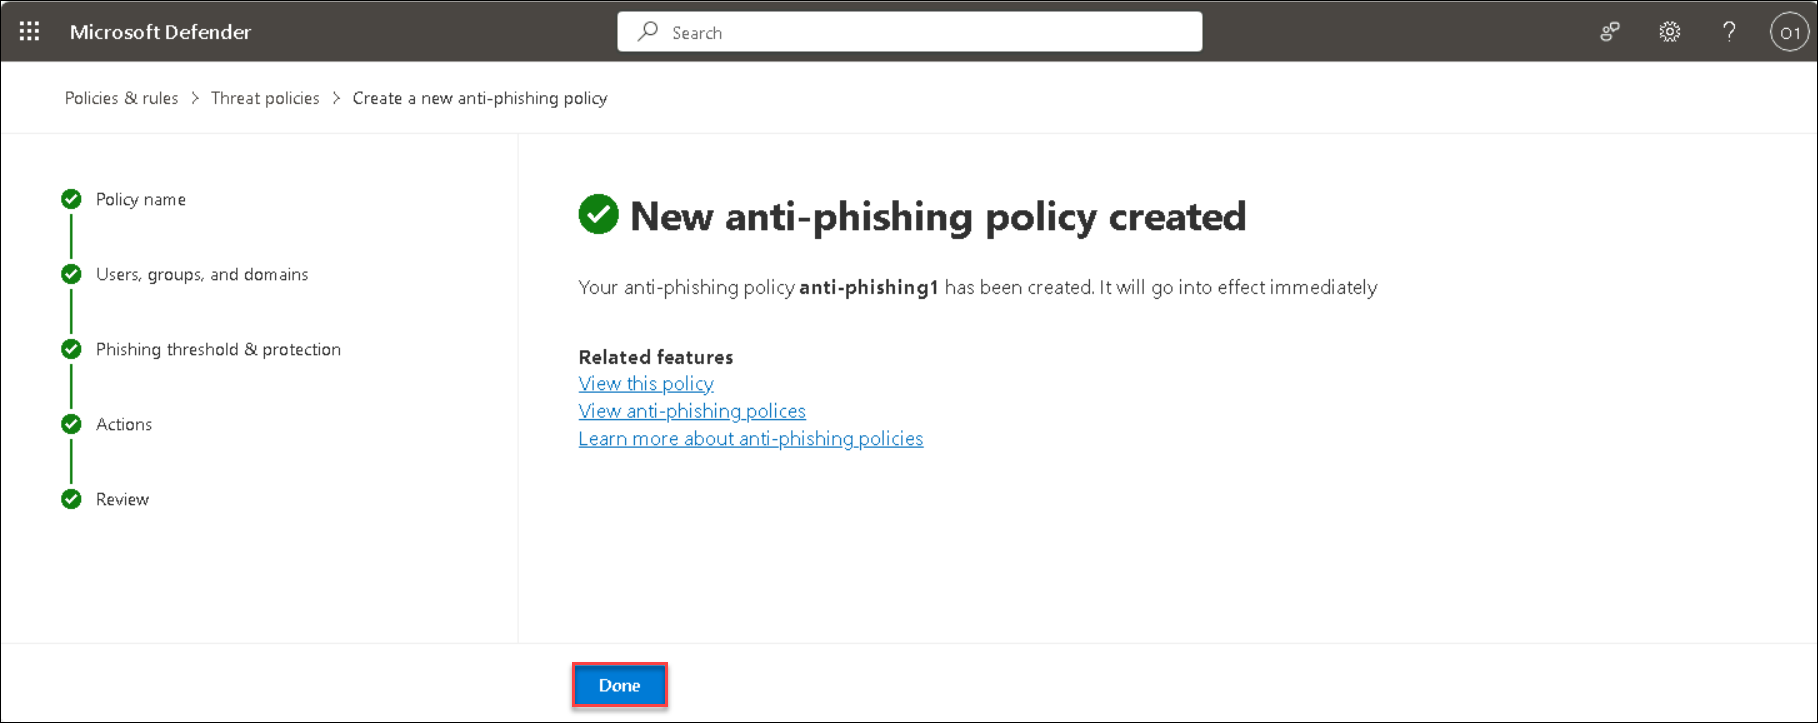 Microsoft Defender
Search
?
O1
Policies & rules > Threat policies > Create a new anti-phishing policy
Policy name
Users, groups, and domains
Phishing threshold & protection
Actions
Review
New anti-phishing policy created
Your anti-phishing policy anti-phishing1 has been created. It will go into effect immediately
Related features
View this policy
View anti-phishing polices
Learn more about anti-phishing policies
Done